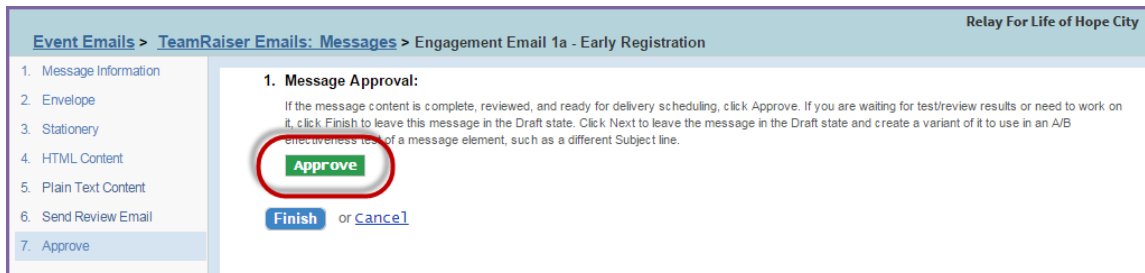 Relay For Life of Hope City
Event Emails > TeamRaiser Emails: Messages > Engagement Email 1a - Early Registration
1. Message Information
2. Envelope
3. Stationery
4. HTML Content
5. Plain Text Content
6. Send Review Email
7. Approve
1. Message Approval:
If the message content is complete, reviewed, and ready for delivery scheduling, click Approve. If you are waiting for test/review results or need to work on
it, click Finish to leave this message in the Draft state. Click Next to leave the message in the Draft state and create a variant of it to use in an A/B
effectiveness test of a message element, such as a different Subject line.
Approve
Finish or Cancel